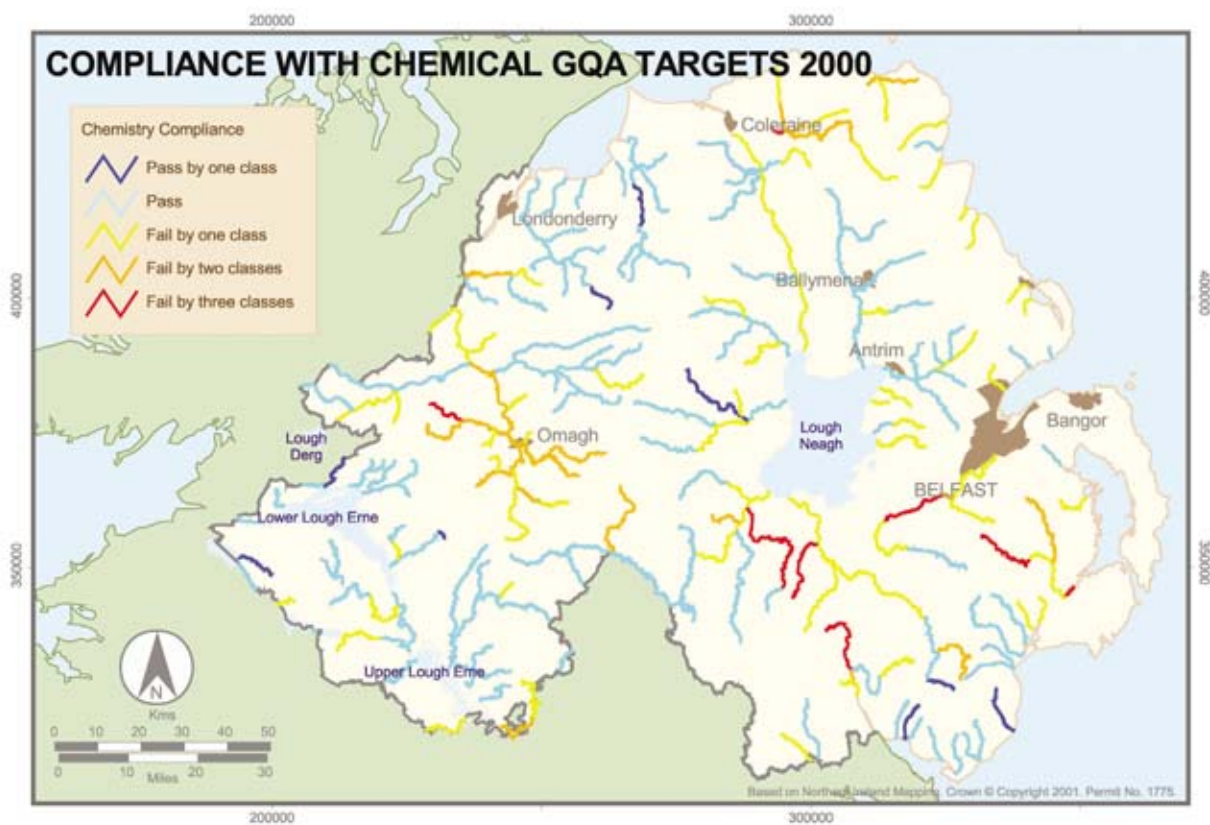 200000
300000
COMPLIANCE WITH CHEMICAL GQA TARGETS 2000
Chemistry Compliance
Pass by one class
Pass
Fail by one class
Fail by two classes
Fail by three classes
Coleraine
Londonderry
Ballymena
400000
400000
Antrim
Lough
Derg
Omagh
Lough
Neagh
Bangor
BELFAST
Lower Lough Erne
350000
350000
Upper Lough Erne
N
Kms
0 10 20 30 40 50
0 10 20 30
Miles
Based on Northern Ireland Mapping. Crown © Copyright 2001. Permit No. 1775.
200000
300000